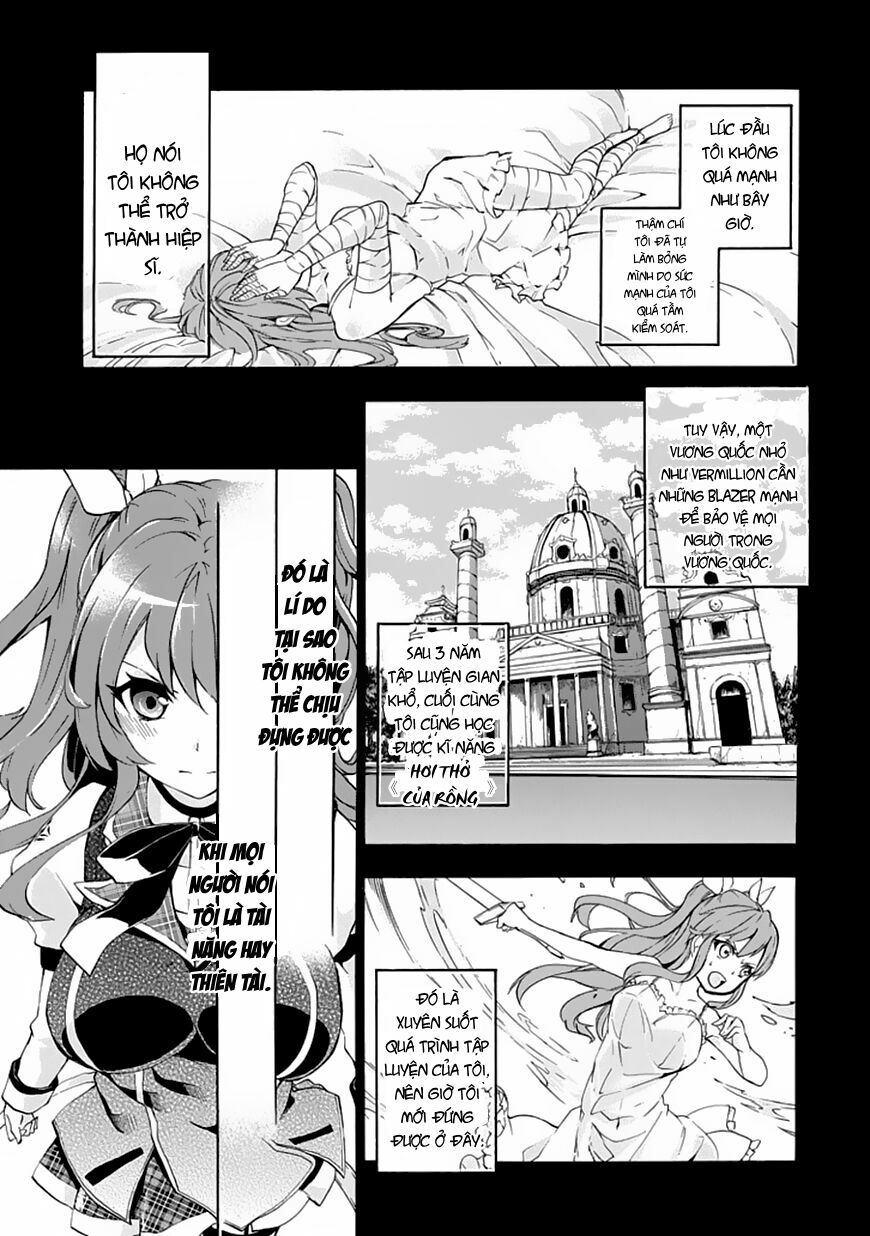 LÚC ĐẦU
TÔI KHÔNG
QUÁ MẠNH
NHƯ BÂY
GIỜ.
THẬM CHÍ
TÔI ĐÃ TỰ
LÀM BỎNG
MÌNH DO SỨC
MẠNH CỦA TÔI
QUÁ TẦM
KIỂM SOÁT.
HỌ NÓI
TÔI KHÔNG
THỂ TRỞ
THÀNH HIỆP
SĨ.
TUY VẬY, MỘT
VƯƠNG QUỐC NHỎ
NHƯ VERMILLION CẦN
NHỮNG BLAZER MẠNH
ĐỂ BẢO VỆ MỌI
NGƯỜI TRONG
VƯƠNG QUỐC.
SAU 3 NĂM
TẬP LUYỆN GIAN
KHỔ, CUỐI CÙNG
TÔI CŨNG HỌC
ĐƯỢC KĨ NĂNG
《HƠI THỞ
CỦA RỒNG》
ĐÓ LÀ
XUYÊN SUỐT
QUÁ TRÌNH TẬP
LUYỆN CỦA TÔI,
NÊN GIỜ TÔI
MỚI ĐỨNG
ĐƯỢC Ở ĐÂY.
ĐÓ LÀ
LÍ DO
TẠI SAO
TÔI KHÔNG
THỂ CHỊU
ĐỰNG ĐƯỢC
KHI MỌI
NGƯỜI NÓI
TÔI LÀ TÀI
NĂNG HAY
THIÊN TÀI.